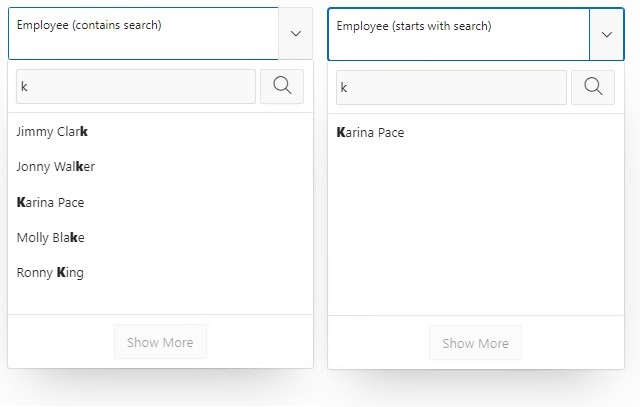 Employee (contains search)
k
Jimmy Clark
Jonny Walker
Karina Pace
Molly Blake
Ronny King
Show More
Employee (starts with search)
k
Karina Pace
Show More